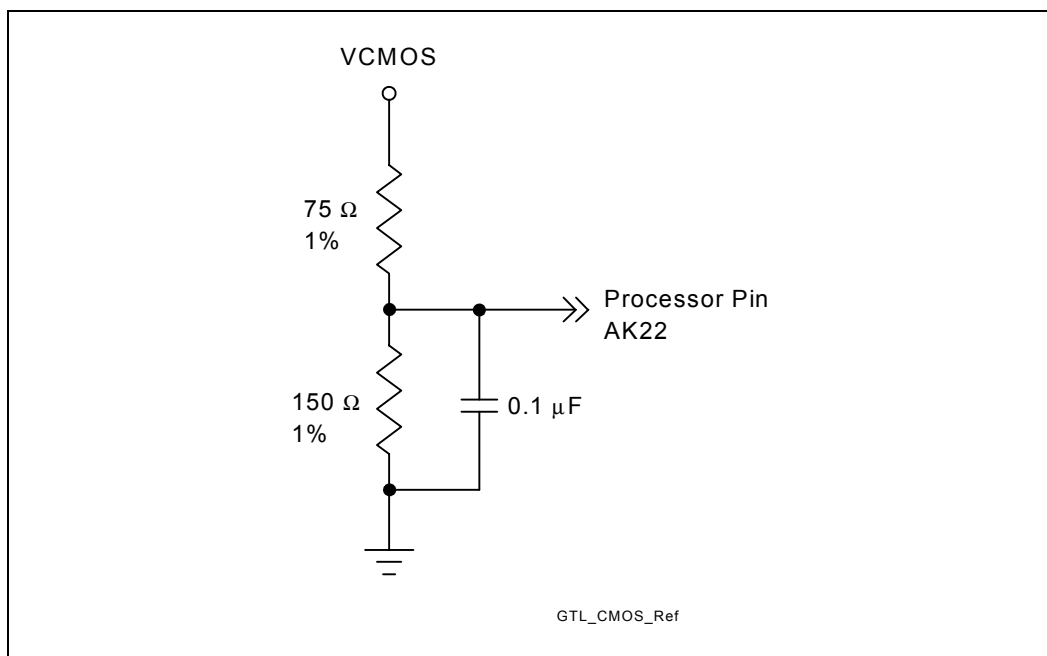 VCMOS
75 Ω
1%
Processor Pin
AK22
150 Ω
1%
0.1 μF
GTL_CMOS_Ref